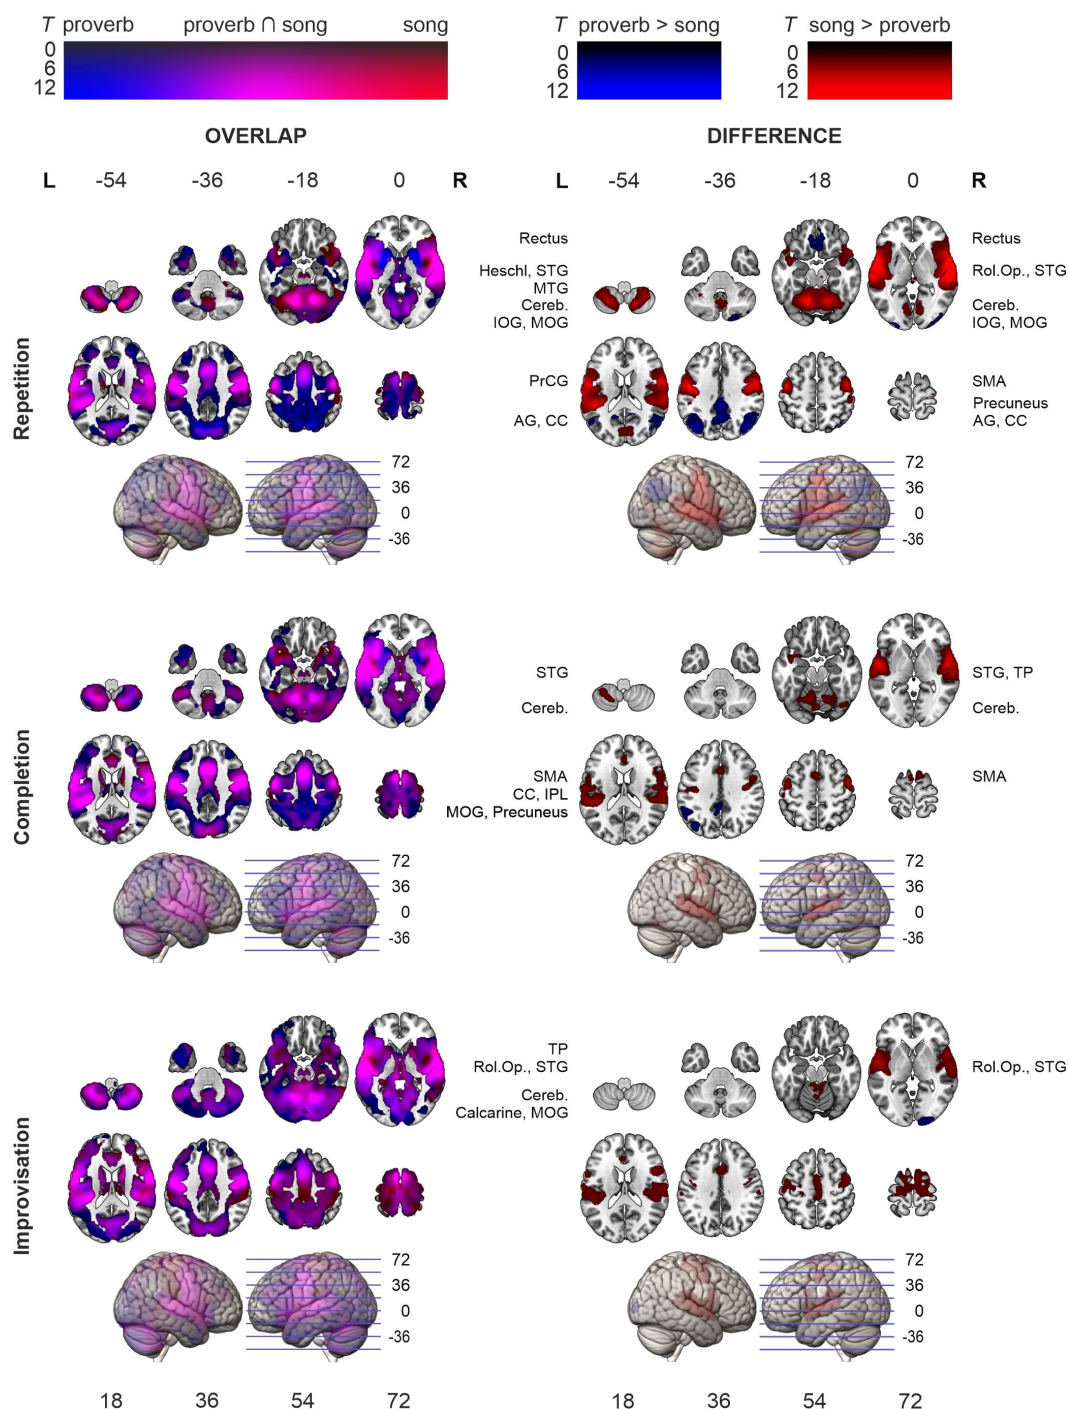 T proverb proverb ∩ song song
0
6
12
T proverb > song
0
6
12
T song > proverb
0
6
12
OVERLAP
DIFFERENCE
L -54 -36 -18 0 R
L -54 -36 -18 0 R
Repetition
Rectus
Heschl, STG
MTG
Cereb.
IOG, MOG
PrCG
AG, CC
Rectus
Rol.Op., STG
Cereb.
IOG, MOG
SMA
Precuneus
AG, CC
72
36
0
-36
72
36
0
-36
Completion
STG
Cereb.
SMA
CC, IPL
MOG, Precuneus
STG, TP
Cereb.
SMA
72
36
0
-36
72
36
0
-36
Improvisation
TP
Rol.Op., STG
Cereb.
Calcarine, MOG
Rol.Op., STG
72
36
0
-36
72
36
0
-36
18 36 54 72
18 36 54 72